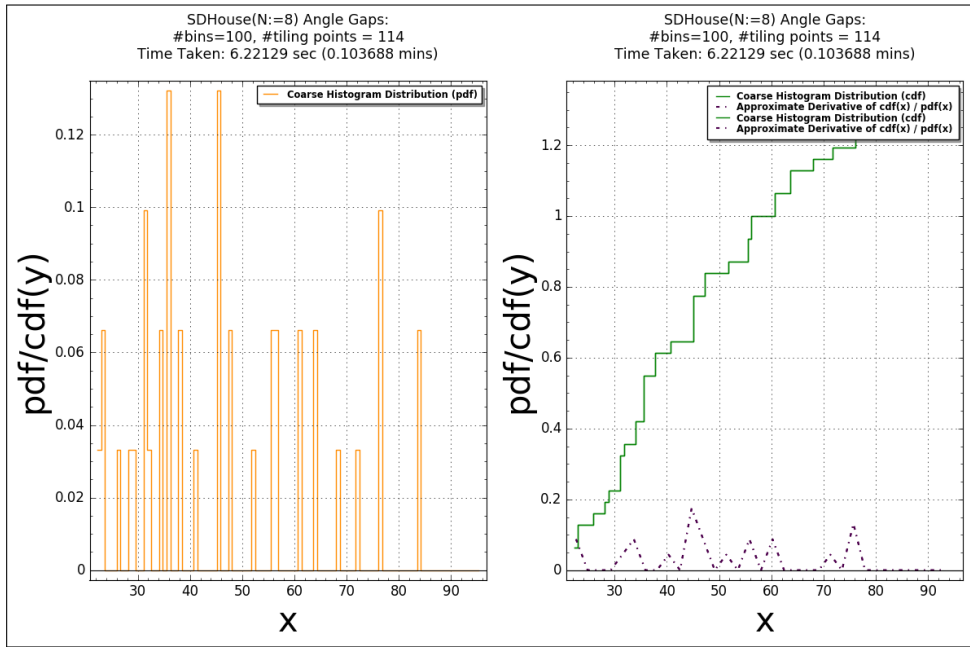 SDHouse(N:=8) Angle Gaps:
#bins=100, #tiling points = 114
Time Taken: 6.22129 sec (0.103688 mins)
Coarse Histogram Distribution (pdf)
0.12
0.1
0.08
0.06
0.04
0.02
0
pdf/cdf(y)
30 40 50 60 70 80 90
x
SDHouse(N:=8) Angle Gaps:
#bins=100, #tiling points = 114
Time Taken: 6.22129 sec (0.103688 mins)
Coarse Histogram Distribution (cdf)
Approximate Derivative of cdf(x) / pdf(x)
Coarse Histogram Distribution (cdf)
Approximate Derivative of cdf(x) / pdf(x)
1.2
1
0.8
0.6
0.4
0.2
0
pdf/cdf(y)
30 40 50 60 70 80 90
x